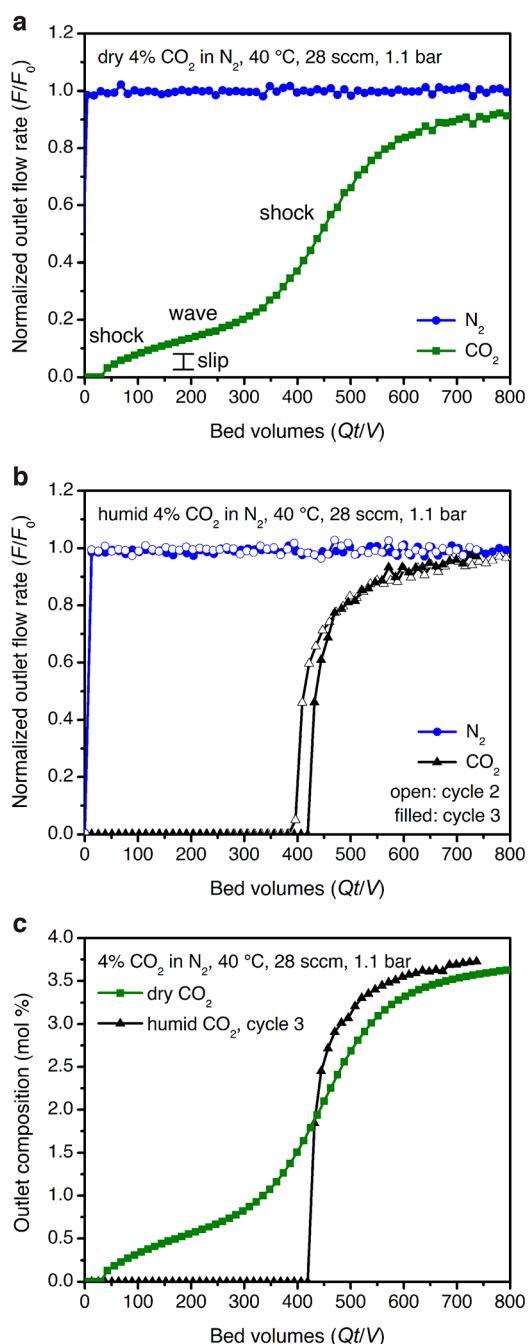 a
dry 4% CO₂ in N₂, 40 °C, 28 sccm, 1.1 bar
Normalized outlet flow rate (F/F₀)
1.2
1.0
0.8
0.6
0.4
0.2
0.0
shock
wave
shock
slip
N₂
CO₂
0 100 200 300 400 500 600 700 800
Bed volumes (Qt/V)
b
humid 4% CO₂ in N₂, 40 °C, 28 sccm, 1.1 bar
Normalized outlet flow rate (F/F₀)
1.2
1.0
0.8
0.6
0.4
0.2
0.0
N₂
CO₂
open: cycle 2
filled: cycle 3
0 100 200 300 400 500 600 700 800
Bed volumes (Qt/V)
c
4% CO₂ in N₂, 40 °C, 28 sccm, 1.1 bar
dry CO₂
humid CO₂, cycle 3
Outlet composition (mol %)
4.0
3.5
3.0
2.5
2.0
1.5
1.0
0.5
0.0
0 100 200 300 400 500 600 700 800
Bed volumes (Qt/V)